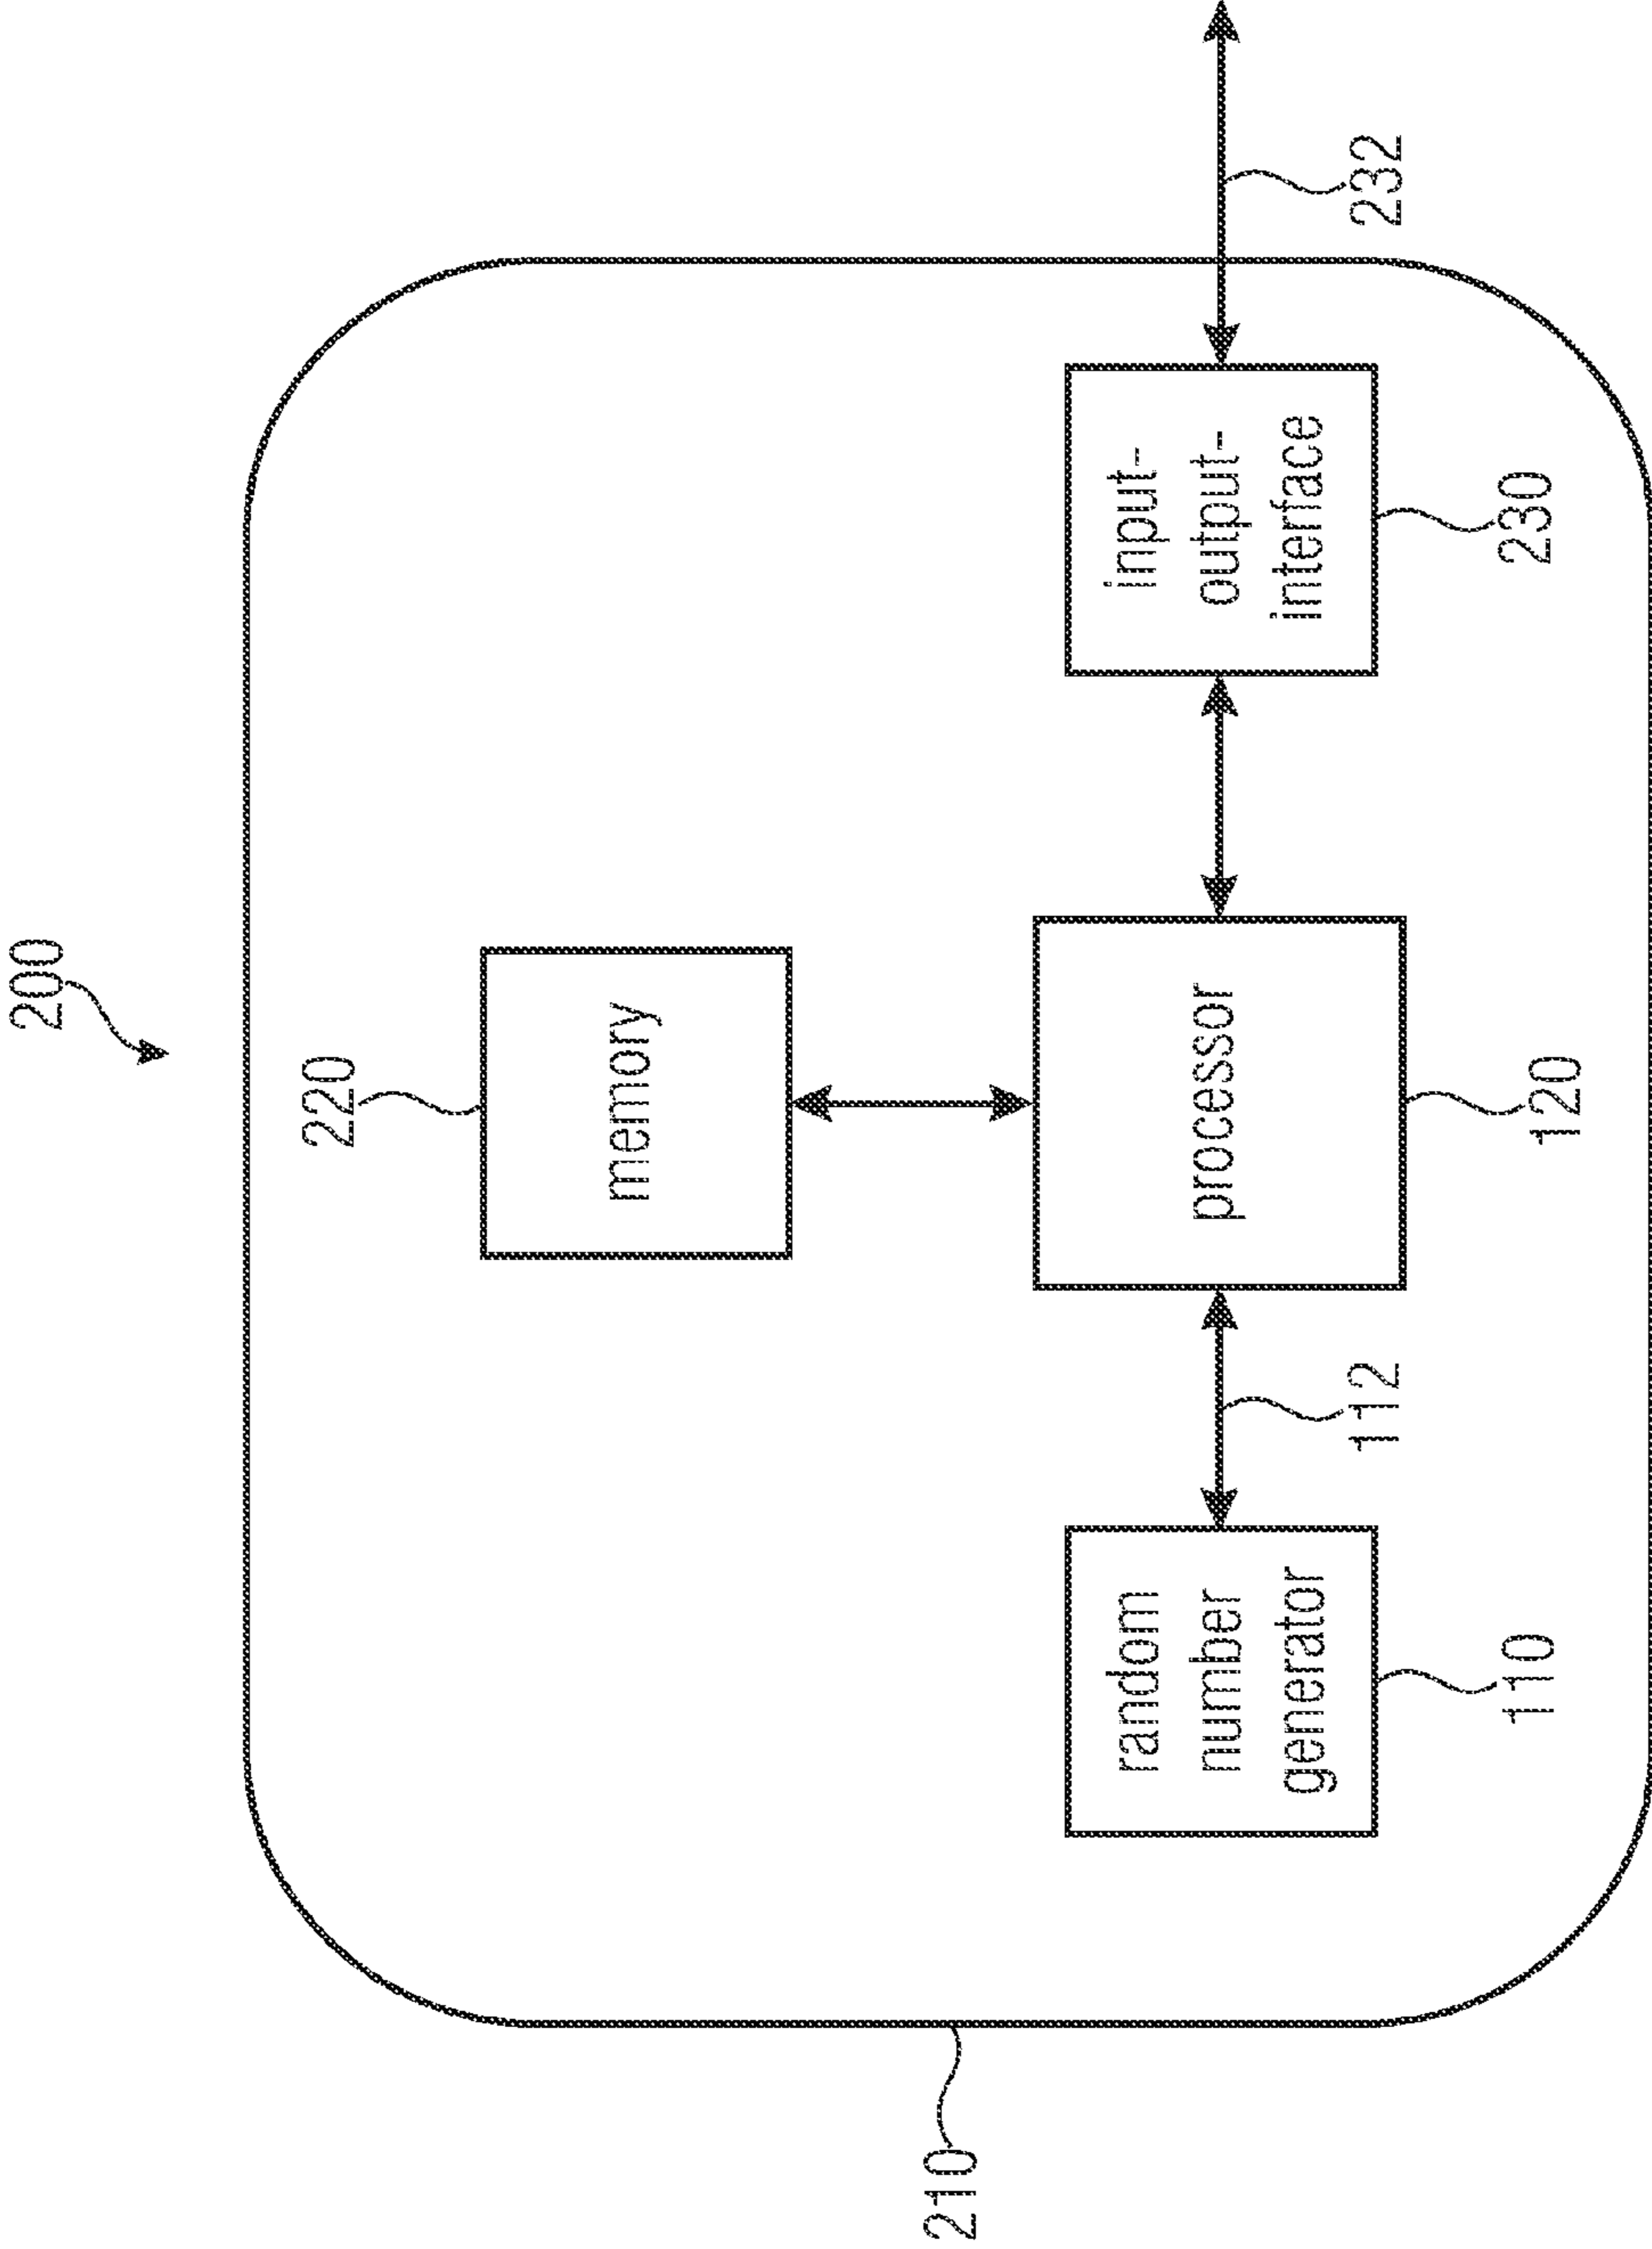 200
220
memory
processor
120
112
random
number
generator
110
input-
output-
interface
230
232
210